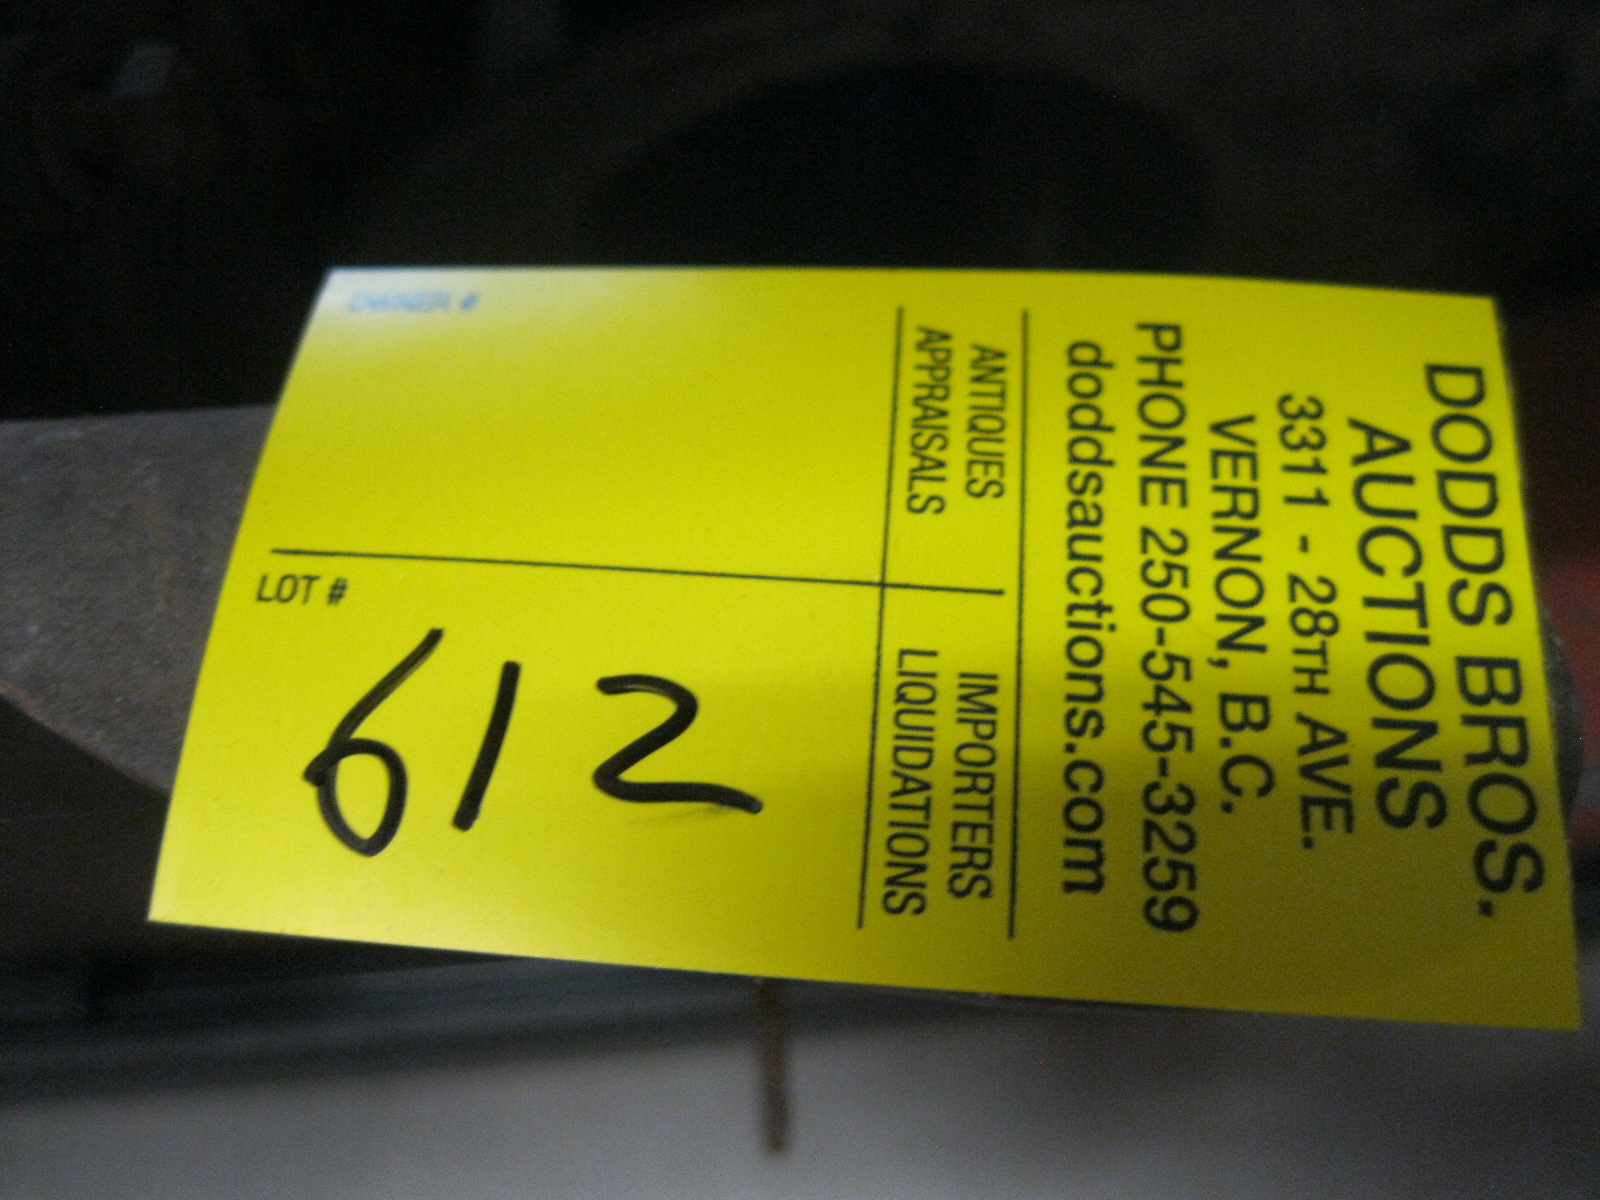 DODDS BROS.
AUCTIONS
3311 - 28TH AVE.
VERNON, B.C.
PHONE 250-545-3259
doddsauctions.com
ANTIQUES
APPRAISALS
IMPORTERS
LIQUIDATIONS
OWNER #
LOT #
612